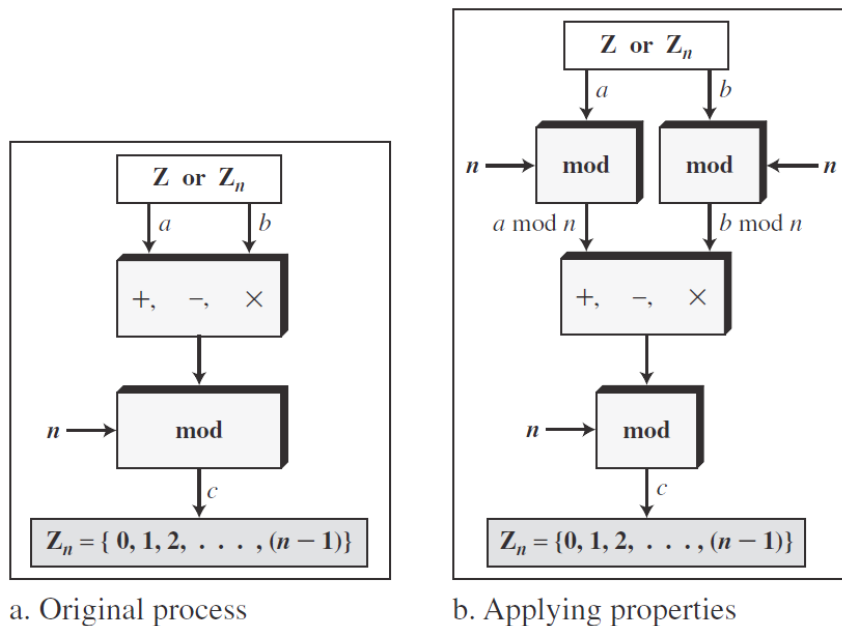 Z or Zₙ
a b
+, −, ×
n mod
c
Zₙ = { 0, 1, 2, . . . , (n − 1)}
a. Original process
Z or Zₙ
a b
n mod mod n
a mod n b mod n
+, −, ×
n mod
c
Zₙ = {0, 1, 2, . . . , (n − 1)}
b. Applying properties